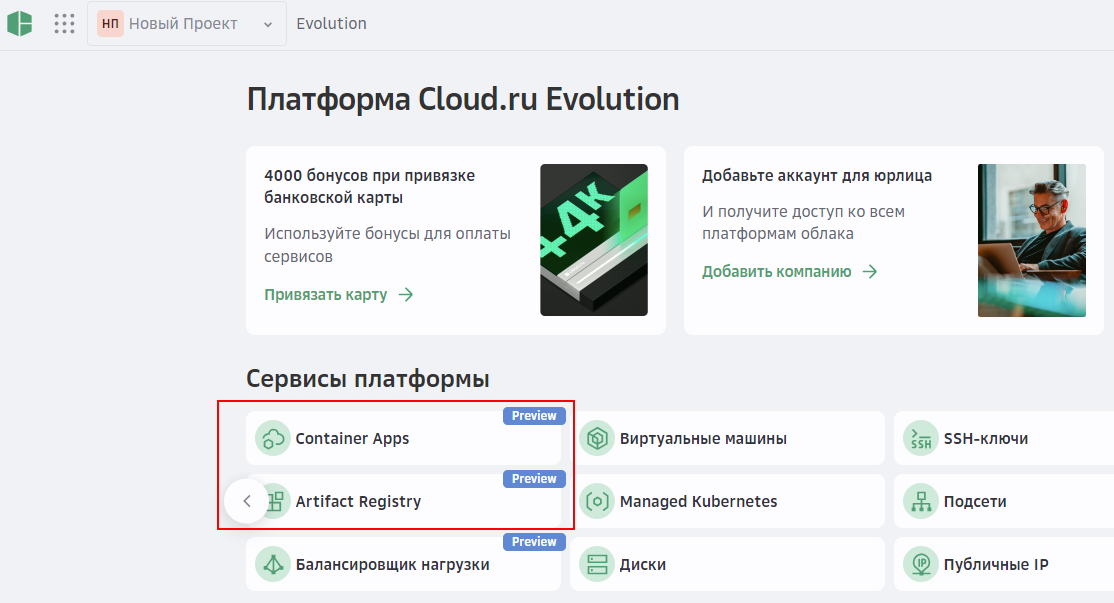 НП Новый Проект Evolution
Платформа Cloud.ru Evolution
4000 бонусов при привязке
банковской карты
Используйте бонусы для оплаты
сервисов
Привязать карту
+4К
Добавьте аккаунт для юрлица
И получите доступ ко всем
платформам облака
Добавить компанию
Сервисы платформы
Preview
Container Apps
Виртуальные машины
SSH
SSH-ключи
Preview
Artifact Registry
Managed Kubernetes
Подсети
Preview
Балансировщик нагрузки
Диски
IP
Публичные IP